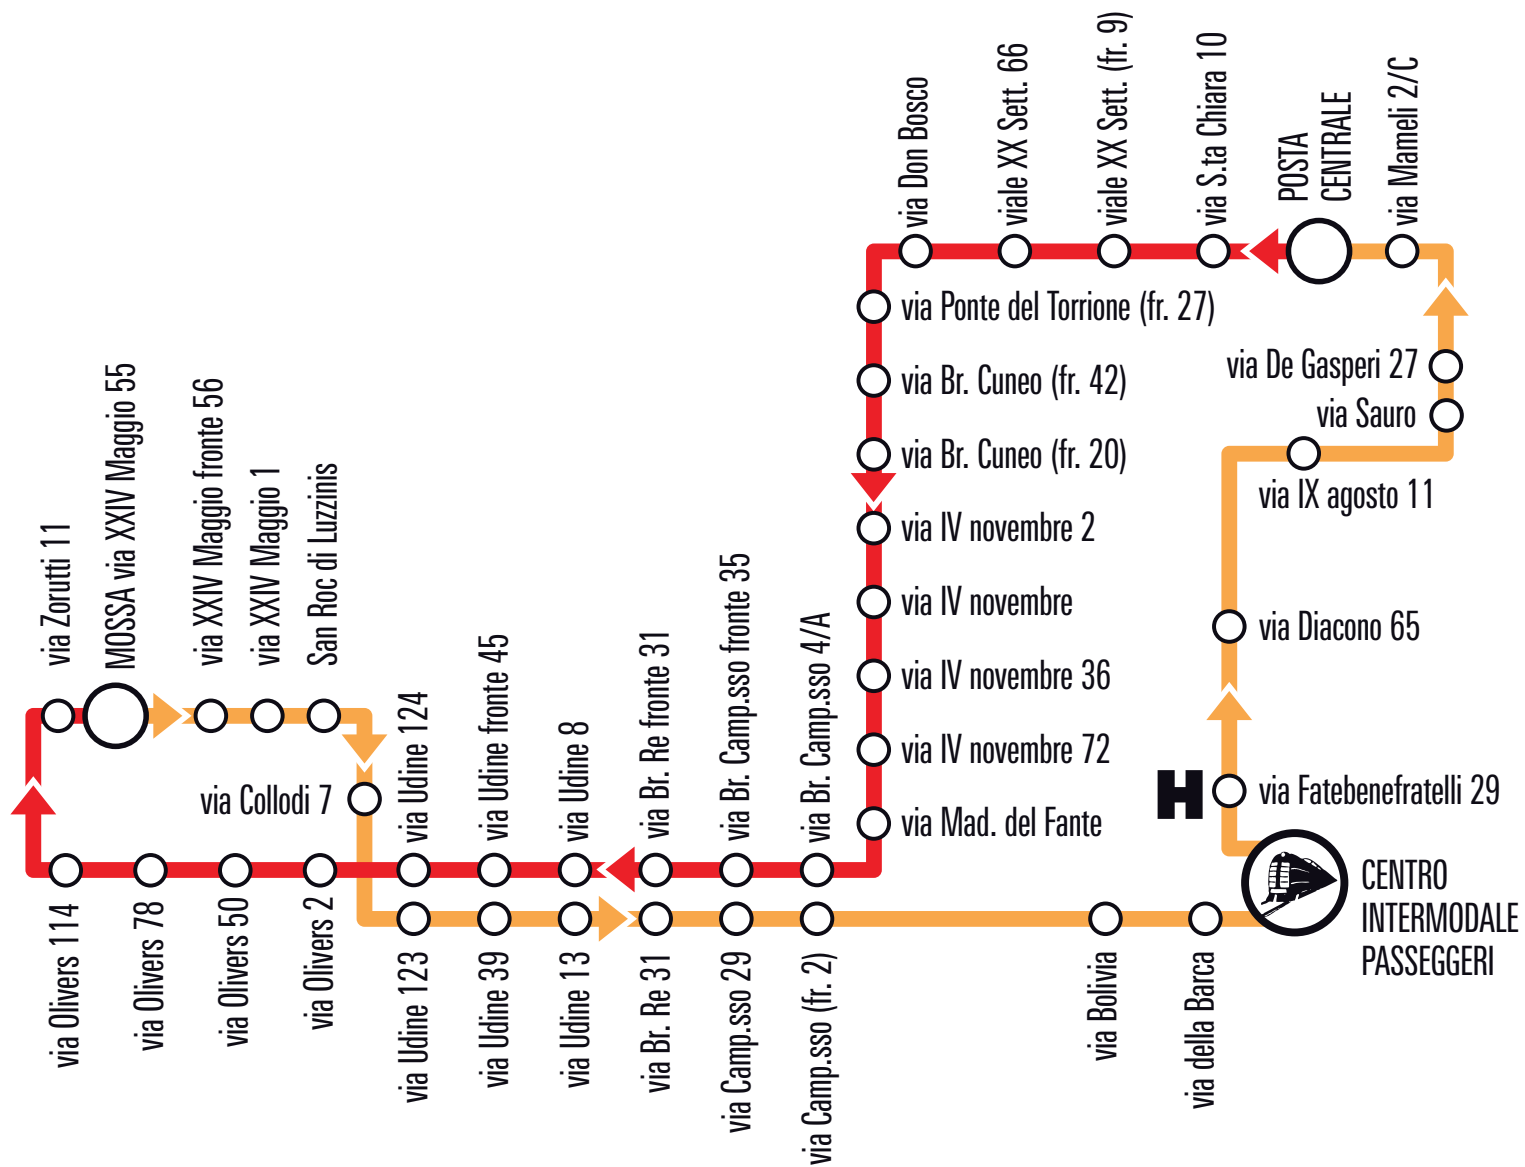 via Don Bosco
viale XX Sett. 66
viale XX Sett. (fr. 9)
via S.ta Chiara 10
POSTA
CENTRALE
via Mameli 2/C
via Ponte del Torrione (fr. 27)
via Br. Cuneo (fr. 42)
via Br. Cuneo (fr. 20)
via IV novembre 2
via IV novembre
via IV novembre 36
via IV novembre 72
via Mad. del Fante
via De Gasperi 27
via Sauro
via IX agosto 11
via Diacono 65
H
via Fatebenefratelli 29
CENTRO
INTERMODALE
PASSEGGERI
via Zorutti 11
MOSSA via XXIV Maggio 55
via XXIV Maggio fronte 56
via XXIV Maggio 1
San Roc di Luzzinis
via Collodi 7
via Udine 124
via Udine fronte 45
via Udine 8
via Br. Re fronte 31
via Br. Camp.sso fronte 35
via Br. Camp.sso 4/A
via Olivers 114
via Olivers 78
via Olivers 50
via Olivers 2
via Udine 123
via Udine 39
via Udine 13
via Br. Re 31
via Camp.sso 29
via Camp.sso (fr. 2)
via Bolivia
via della Barca